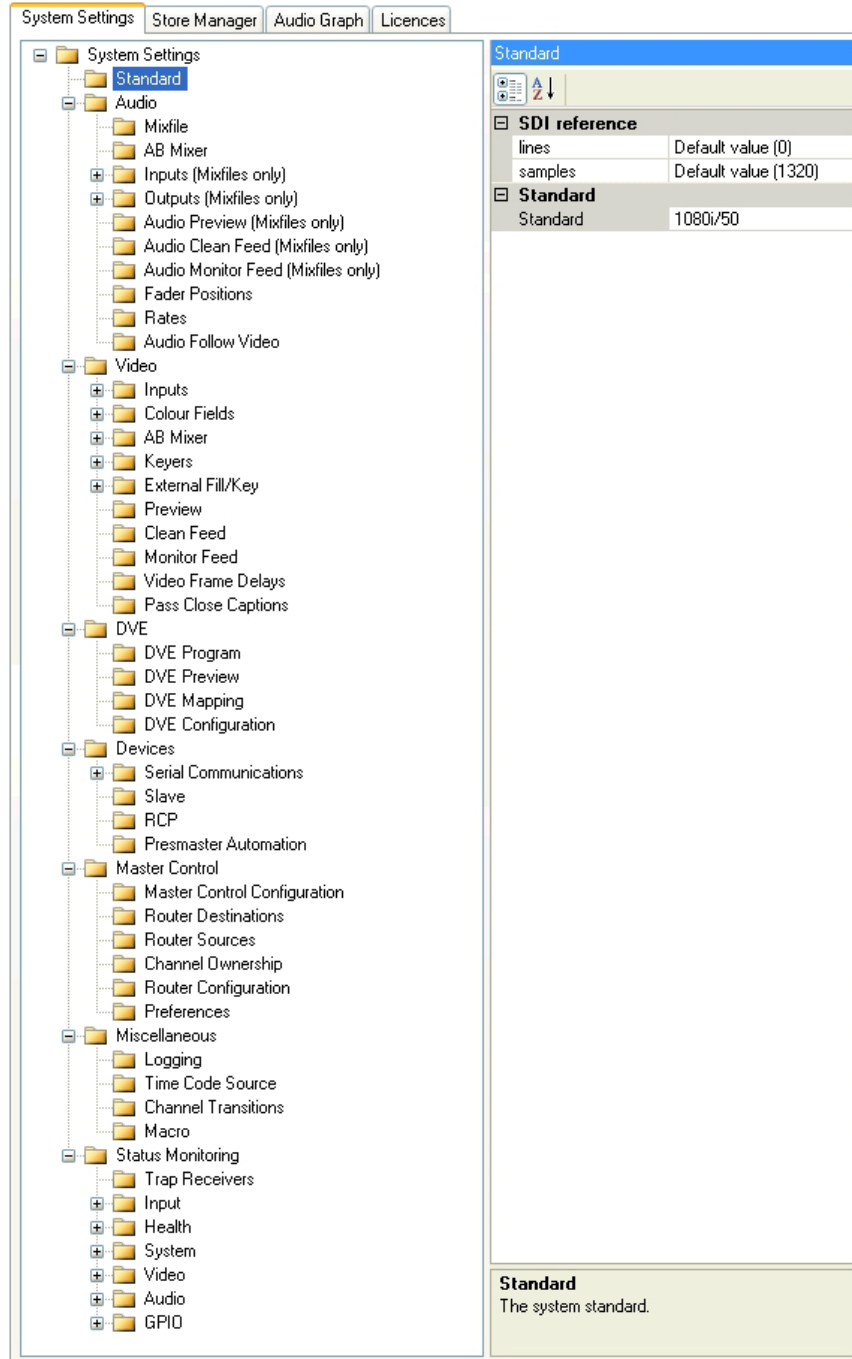 System Settings Store Manager Audio Graph Licences
System Settings
Standard
Audio
Mixfile
AB Mixer
Inputs (Mixfiles only)
Outputs (Mixfiles only)
Audio Preview (Mixfiles only)
Audio Clean Feed (Mixfiles only)
Audio Monitor Feed (Mixfiles only)
Fader Positions
Rates
Audio Follow Video
Video
Inputs
Colour Fields
AB Mixer
Keyers
External Fill/Key
Preview
Clean Feed
Monitor Feed
Video Frame Delays
Pass Close Captions
DVE
DVE Program
DVE Preview
DVE Mapping
DVE Configuration
Devices
Serial Communications
Slave
RCP
Presmaster Automation
Master Control
Master Control Configuration
Router Destinations
Router Sources
Channel Ownership
Router Configuration
Preferences
Miscellaneous
Logging
Time Code Source
Channel Transitions
Macro
Status Monitoring
Trap Receivers
Input
Health
System
Video
Audio
GPIO
Standard
A
Z
SDI reference
lines Default value (0)
samples Default value (1320)
Standard
Standard 1080i/50
Standard
The system standard.